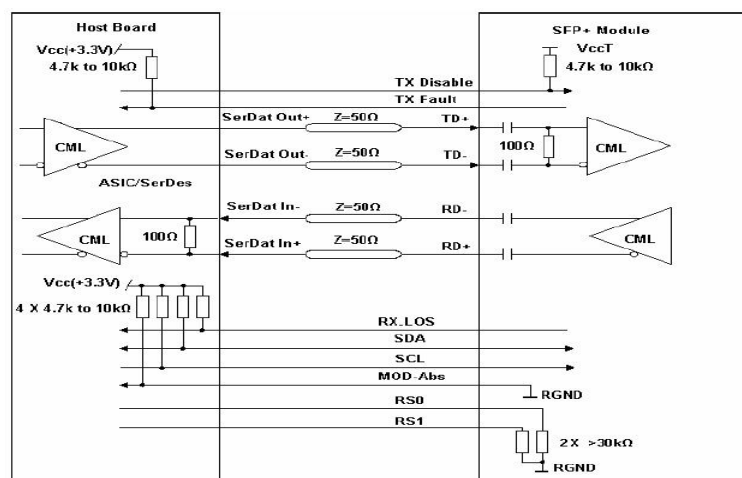 Host Board
SFP+ Module
Vcc(+3.3V)
VccT
4.7k to 10kΩ
4.7k to 10kΩ
TX Disable
TX Fault
SerDat Out+
Z=50Ω
TD+
CML
100Ω
CML
SerDat Out-
Z=50Ω
TD-
ASIC/SerDes
SerDat In-
Z=50Ω
RD-
CML
100Ω
CML
SerDat In+
Z=50Ω
RD+
Vcc(+3.3V)
4 X 4.7k to 10kΩ
RX_LOS
SDA
SCL
MOD-Abs
RGND
RS0
RS1
2X >30kΩ
RGND